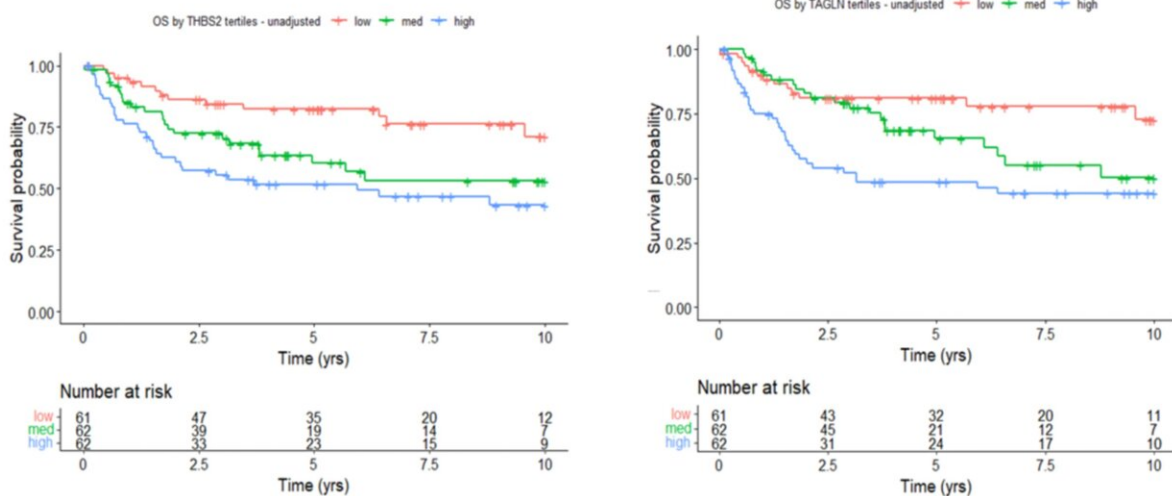 OS by THBS2 tertiles - unadjusted low med high
Survival probability
1.00
0.75
0.50
0.25
0.00
0 2.5 5 7.5 10
Time (yrs)
Number at risk
low 61 47 35 20 12
med 62 39 19 14 7
high 62 33 23 15 9
0 2.5 5 7.5 10
Time (yrs)
OS by TAGLN tertiles - unadjusted low med high
Survival probability
1.00
0.75
0.50
0.25
0.00
0 2.5 5 7.5 10
Time (yrs)
Number at risk
low 61 43 32 20 11
med 62 45 21 12 7
high 62 31 24 17 10
0 2.5 5 7.5 10
Time (yrs)